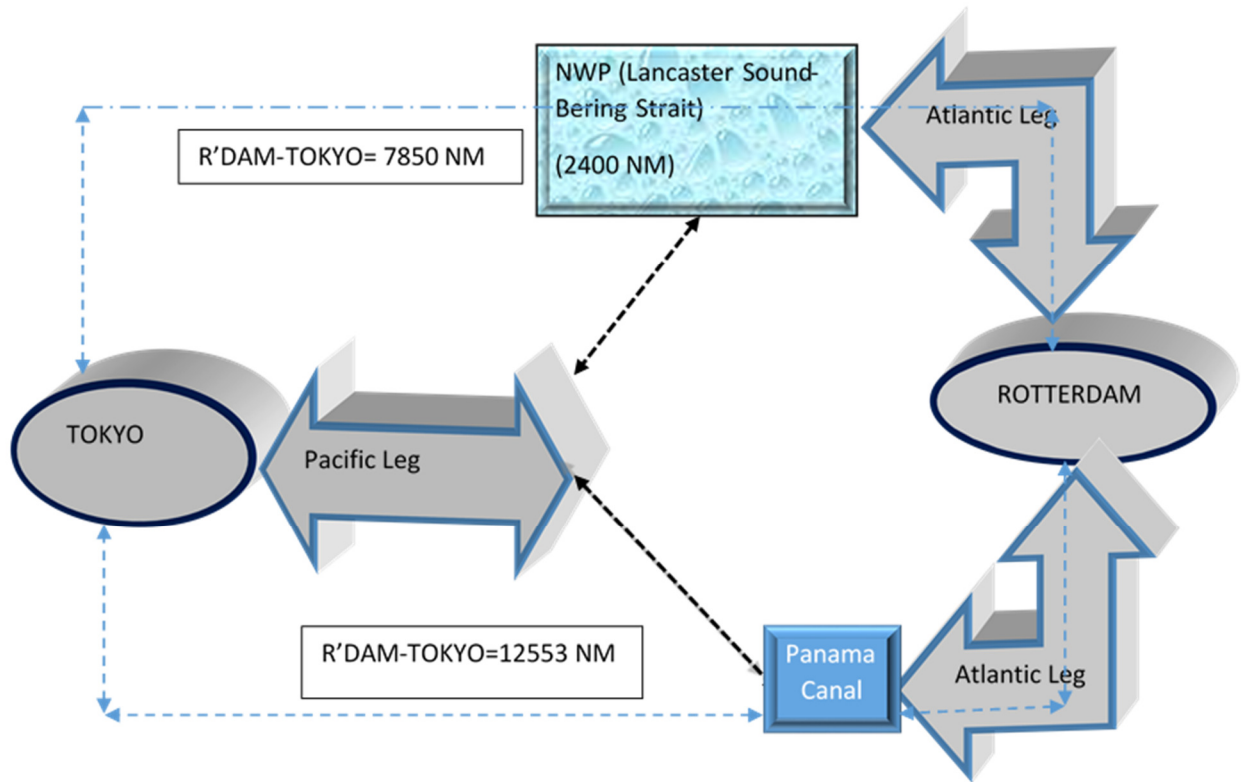 NWP (Lancaster Sound-
Bering Strait)
(2400 NM)
Atlantic Leg
R’DAM-TOKYO= 7850 NM
ROTTERDAM
TOKYO
Pacific Leg
R’DAM-TOKYO=12553 NM
Panama
Canal
Atlantic Leg